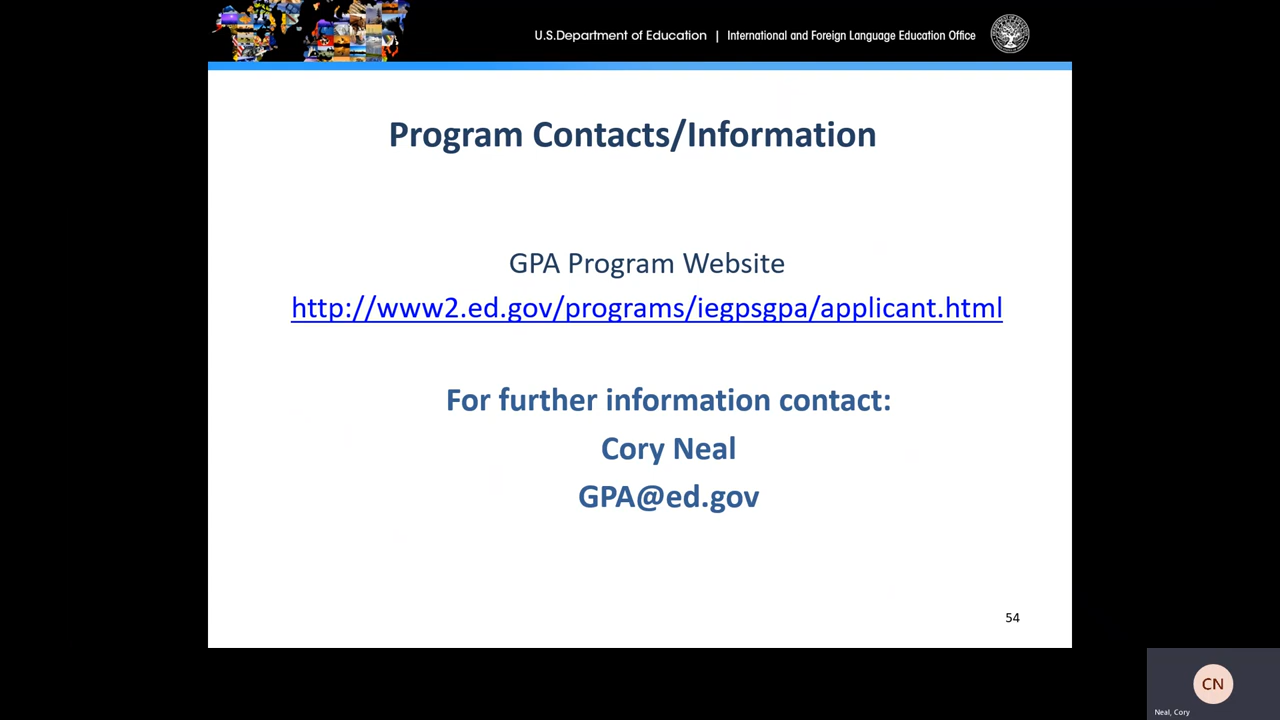 U.S.Department of Education | International and Foreign Language Education Office
Program Contacts/Information
GPA Program Website
http://www2.ed.gov/programs/iegpsgpa/applicant.html
For further information contact:
Cory Neal
GPA@ed.gov
54
CN
Neal, Cory